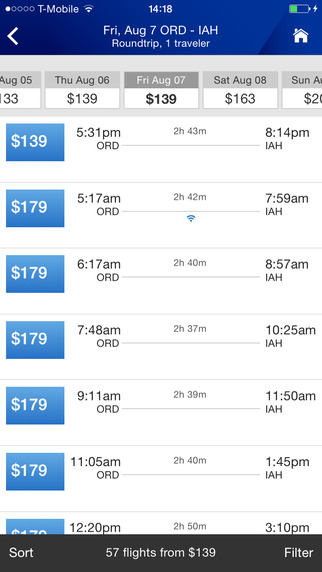 T-Mobile 14:18
Fri, Aug 7 ORD - IAH
Roundtrip, 1 traveler
Aug 05 Thu Aug 06 Fri Aug 07 Sat Aug 08 Sun Au
133 $139 $139 $163 $20
$139 5:31pm 2h 43m 8:14pm
ORD IAH
$179 5:17am 2h 42m 7:59am
ORD IAH
$179 6:17am 2h 40m 8:57am
ORD IAH
$179 7:48am 2h 37m 10:25am
ORD IAH
$179 9:11am 2h 39m 11:50am
ORD IAH
$179 11:05am 2h 40m 1:45pm
ORD IAH
$179 12:20pm 2h 50m 3:10pm
Sort 57 flights from $139 Filter